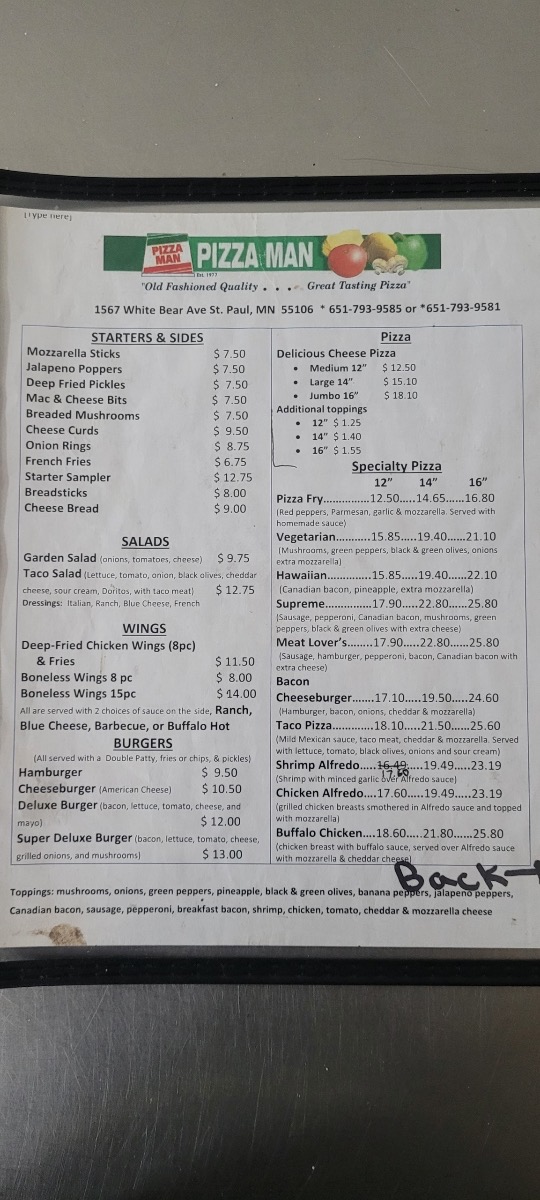 [Type here]
PIZZA MAN
PIZZA MAN
Est. 1977
"Old Fashioned Quality . . . Great Tasting Pizza"
1567 White Bear Ave St. Paul, MN 55106 * 651-793-9585 or *651-793-9581
STARTERS & SIDES
Mozzarella Sticks $ 7.50
Jalapeno Poppers $ 7.50
Deep Fried Pickles $ 7.50
Mac & Cheese Bits $ 7.50
Breaded Mushrooms $ 7.50
Cheese Curds $ 9.50
Onion Rings $ 8.75
French Fries $ 6.75
Starter Sampler $ 12.75
Breadsticks $ 8.00
Cheese Bread $ 9.00
SALADS
Garden Salad (onions, tomatoes, cheese) $ 9.75
Taco Salad (Lettuce, tomato, onion, black olives, cheddar
cheese, sour cream, Doritos, with taco meat) $ 12.75
Dressings: Italian, Ranch, Blue Cheese, French
WINGS
Deep-Fried Chicken Wings (8pc)
& Fries $ 11.50
Boneless Wings 8 pc $ 8.00
Boneless Wings 15pc $ 14.00
All are served with 2 choices of sauce on the side, Ranch,
Blue Cheese, Barbecue, or Buffalo Hot
BURGERS
(All served with a Double Patty, fries or chips, & pickles)
Hamburger $ 9.50
Cheeseburger (American Cheese) $ 10.50
Deluxe Burger (bacon, lettuce, tomato, cheese, and
mayo) $ 12.00
Super Deluxe Burger (bacon, lettuce, tomato, cheese,
grilled onions, and mushrooms) $ 13.00
Pizza
Delicious Cheese Pizza
• Medium 12" $ 12.50
• Large 14" $ 15.10
• Jumbo 16" $ 18.10
Additional toppings
• 12" $ 1.25
• 14" $ 1.40
• 16" $ 1.55
Specialty Pizza
12" 14" 16"
Pizza Fry...............12.50.....14.65......16.80
(Red peppers, Parmesan, garlic & mozzarella. Served with
homemade sauce)
Vegetarian...........15.85.....19.40.....21.10
(Mushrooms, green peppers, black & green olives, onions
extra mozzarella)
Hawaiian..............15.85.....19.40.....22.10
(Canadian bacon, pineapple, extra mozzarella)
Supreme...............17.90.....22.80.....25.80
(Sausage, pepperoni, Canadian bacon, mushrooms, green
peppers, black & green olives with extra cheese)
Meat Lover's........17.90.....22.80......25.80
(Sausage, hamburger, pepperoni, bacon, Canadian bacon with
extra cheese)
Bacon
Cheeseburger.......17.10.....19.50.....24.60
(Hamburger, bacon, onions, cheddar & mozzarella)
Taco Pizza.............18.10.....21.50.....25.60
(Mild Mexican sauce, taco meat, cheddar & mozzarella. Served
with lettuce, tomato, black olives, onions and sour cream)
Shrimp Alfredo.....16.49.....19.49.....23.19
17.60
(Shrimp with minced garlic over Alfredo sauce)
Chicken Alfredo....17.60.....19.49.....23.19
(grilled chicken breasts smothered in Alfredo sauce and topped
with mozzarella)
Buffalo Chicken....18.60.....21.80......25.80
(chicken breast with buffalo sauce, served over Alfredo sauce
with mozzarella & cheddar cheese)
Back→
Toppings: mushrooms, onions, green peppers, pineapple, black & green olives, banana peppers, jalapeno peppers,
Canadian bacon, sausage, pepperoni, breakfast bacon, shrimp, chicken, tomato, cheddar & mozzarella cheese